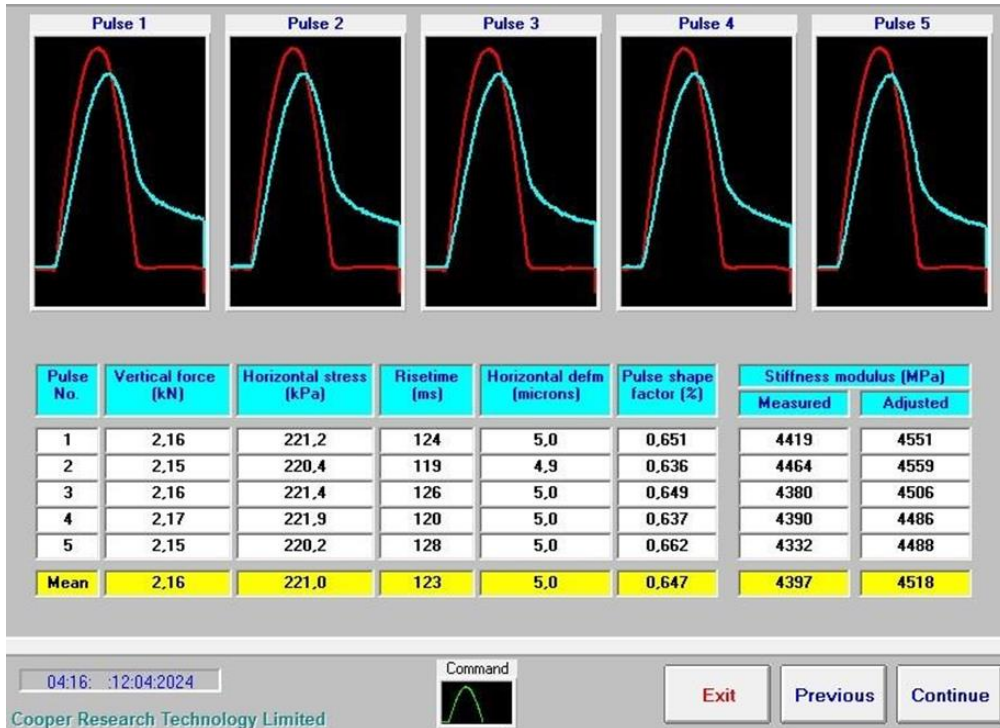 Pulse 1 Pulse 2 Pulse 3 Pulse 4 Pulse 5
Pulse No. Vertical force (kN) Horizontal stress (kPa) Risetime (ms) Horizontal defm (microns) Pulse shape factor (%) Stiffness modulus (MPa)
Measured Adjusted
1 2,16 221,2 124 5,0 0,651 4419 4551
2 2,15 220,4 119 4,9 0,636 4464 4559
3 2,16 221,4 126 5,0 0,649 4380 4506
4 2,17 221,9 120 5,0 0,637 4390 4486
5 2,15 220,2 128 5,0 0,662 4332 4488
Mean 2,16 221,0 123 5,0 0,647 4397 4518
04:16: :12:04:2024
Command
Exit Previous Continue
Cooper Research Technology Limited